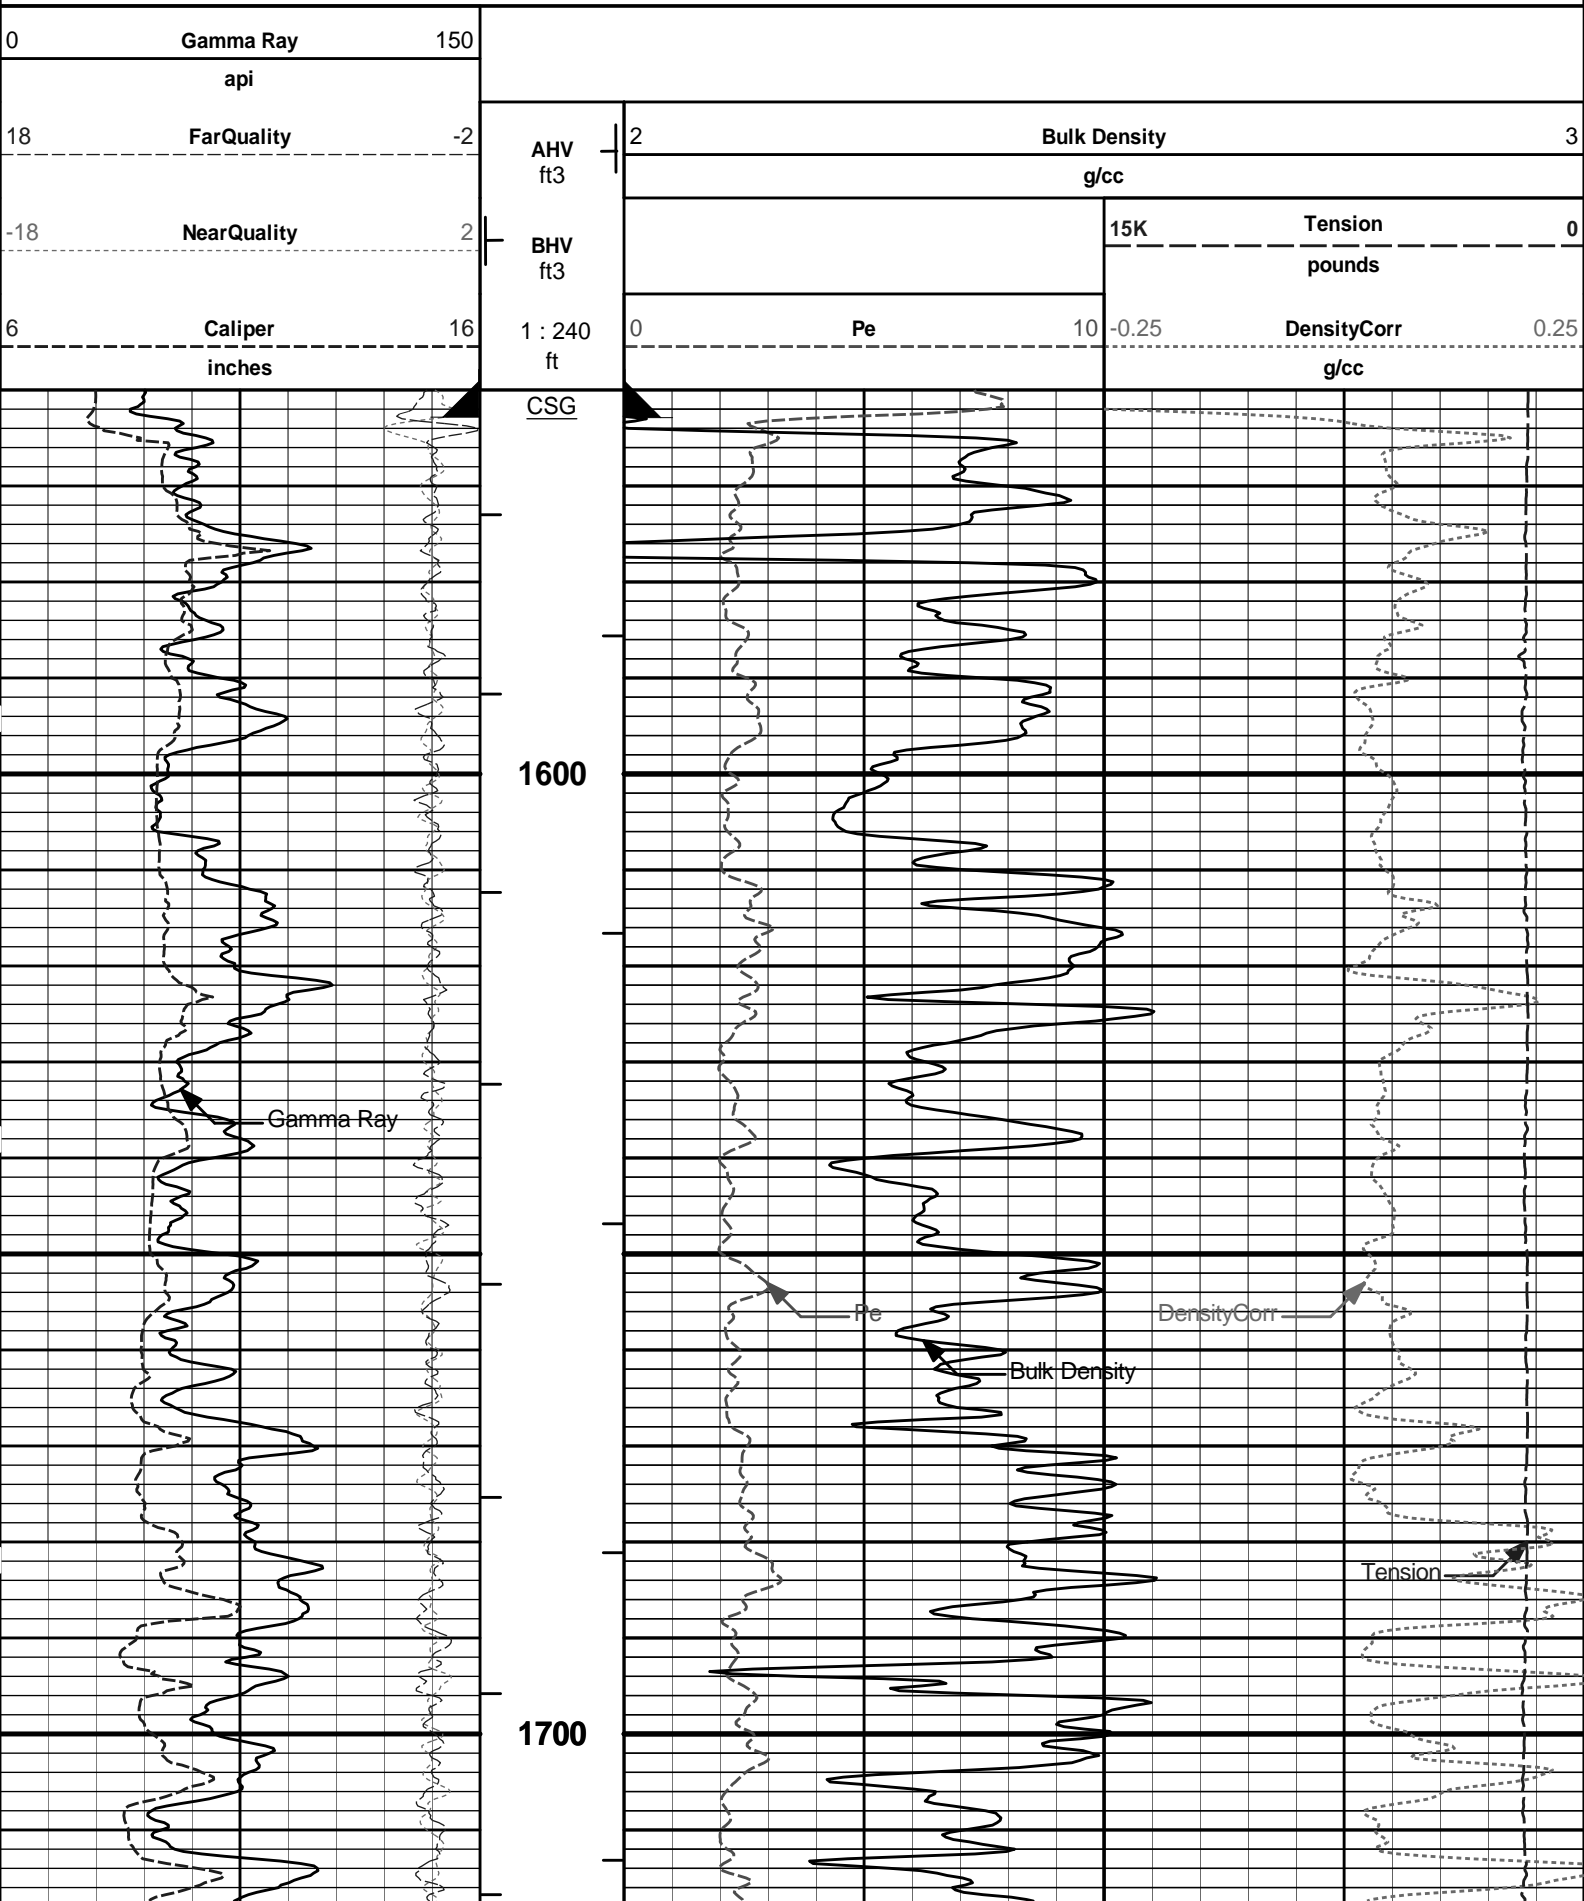 0 Gamma Ray 150
api
18 FarQuality -2
-18 NearQuality 2
6 Caliper 16
inches
AHV
ft3
BHV
ft3
1 : 240
ft
CSG
2 Bulk Density 3
g/cc
15K Tension 0
pounds
0 Pe 10
-0.25 DensityCorr 0.25
g/cc
1600
Gamma Ray
Pe
DensityCorr
Bulk Density
Tension
1700